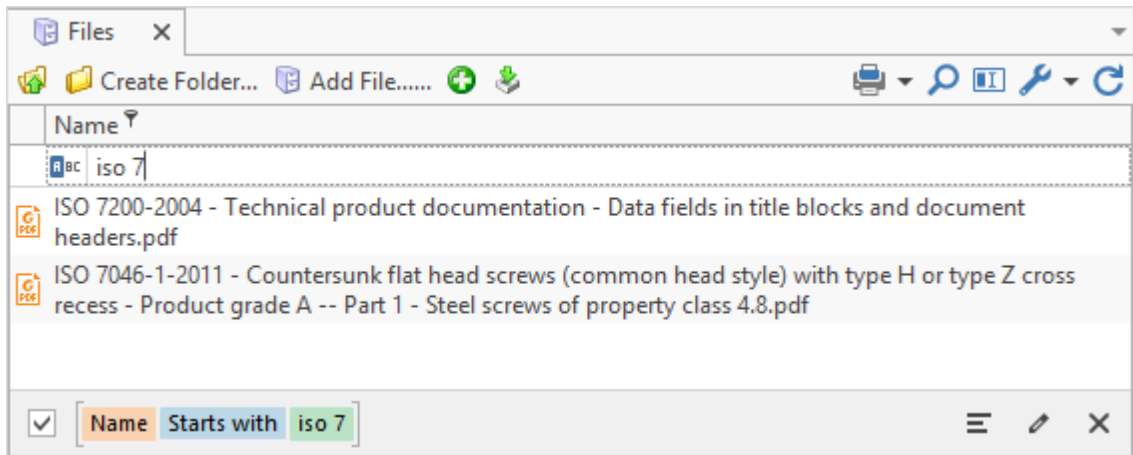 Files
Create Folder... Add File......
Name
ABC iso 7
ISO 7200-2004 - Technical product documentation - Data fields in title blocks and document
headers.pdf
ISO 7046-1-2011 - Countersunk flat head screws (common head style) with type H or type Z cross
recess - Product grade A -- Part 1 - Steel screws of property class 4.8.pdf
Name Starts with iso 7